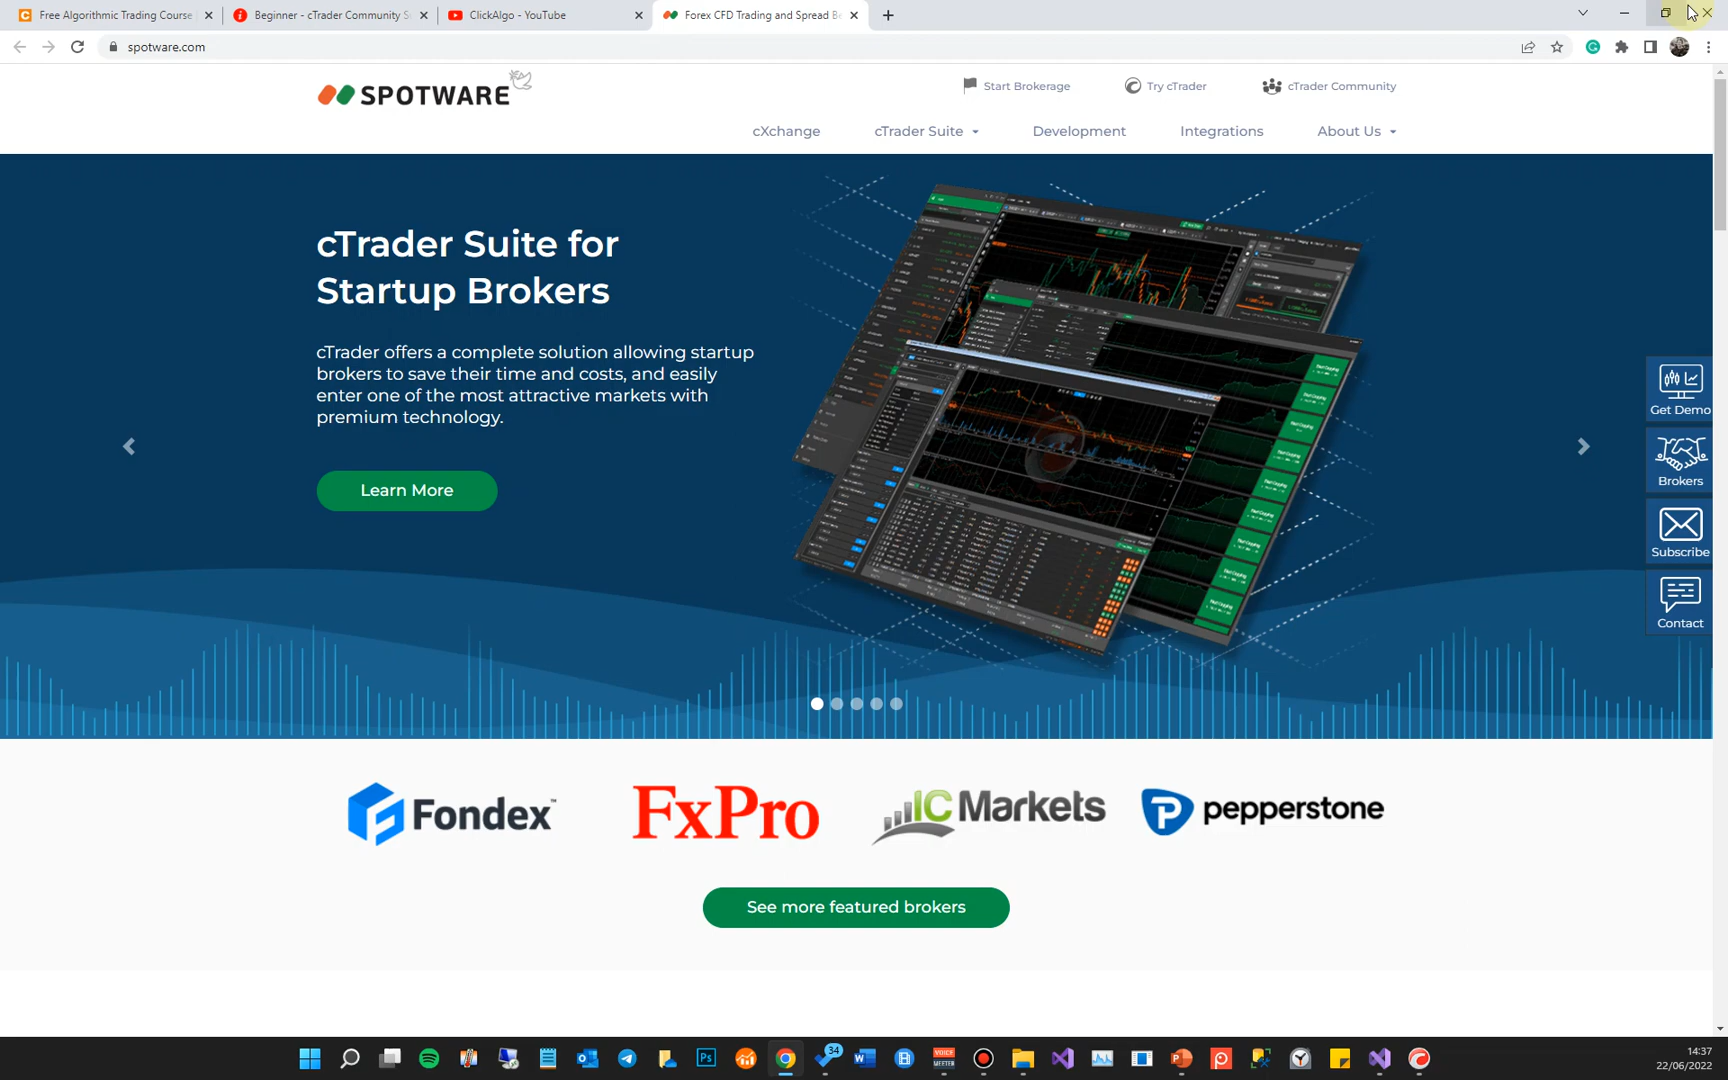 Free Algorithmic Trading Course
Beginner - cTrader Community S
ClickAlgo - YouTube
Forex CFD Trading and Spread Be
spotware.com
SPOTWARE
Start Brokerage
Try cTrader
cTrader Community
cXchange
cTrader Suite
Development
Integrations
About Us
cTrader Suite for
Startup Brokers
cTrader offers a complete solution allowing startup
brokers to save their time and costs, and easily
enter one of the most attractive markets with
premium technology.
Learn More
Get Demo
Brokers
Subscribe
Contact
Fondex™
FxPro
IC Markets
pepperstone
See more featured brokers
34
14:37
22/06/2022